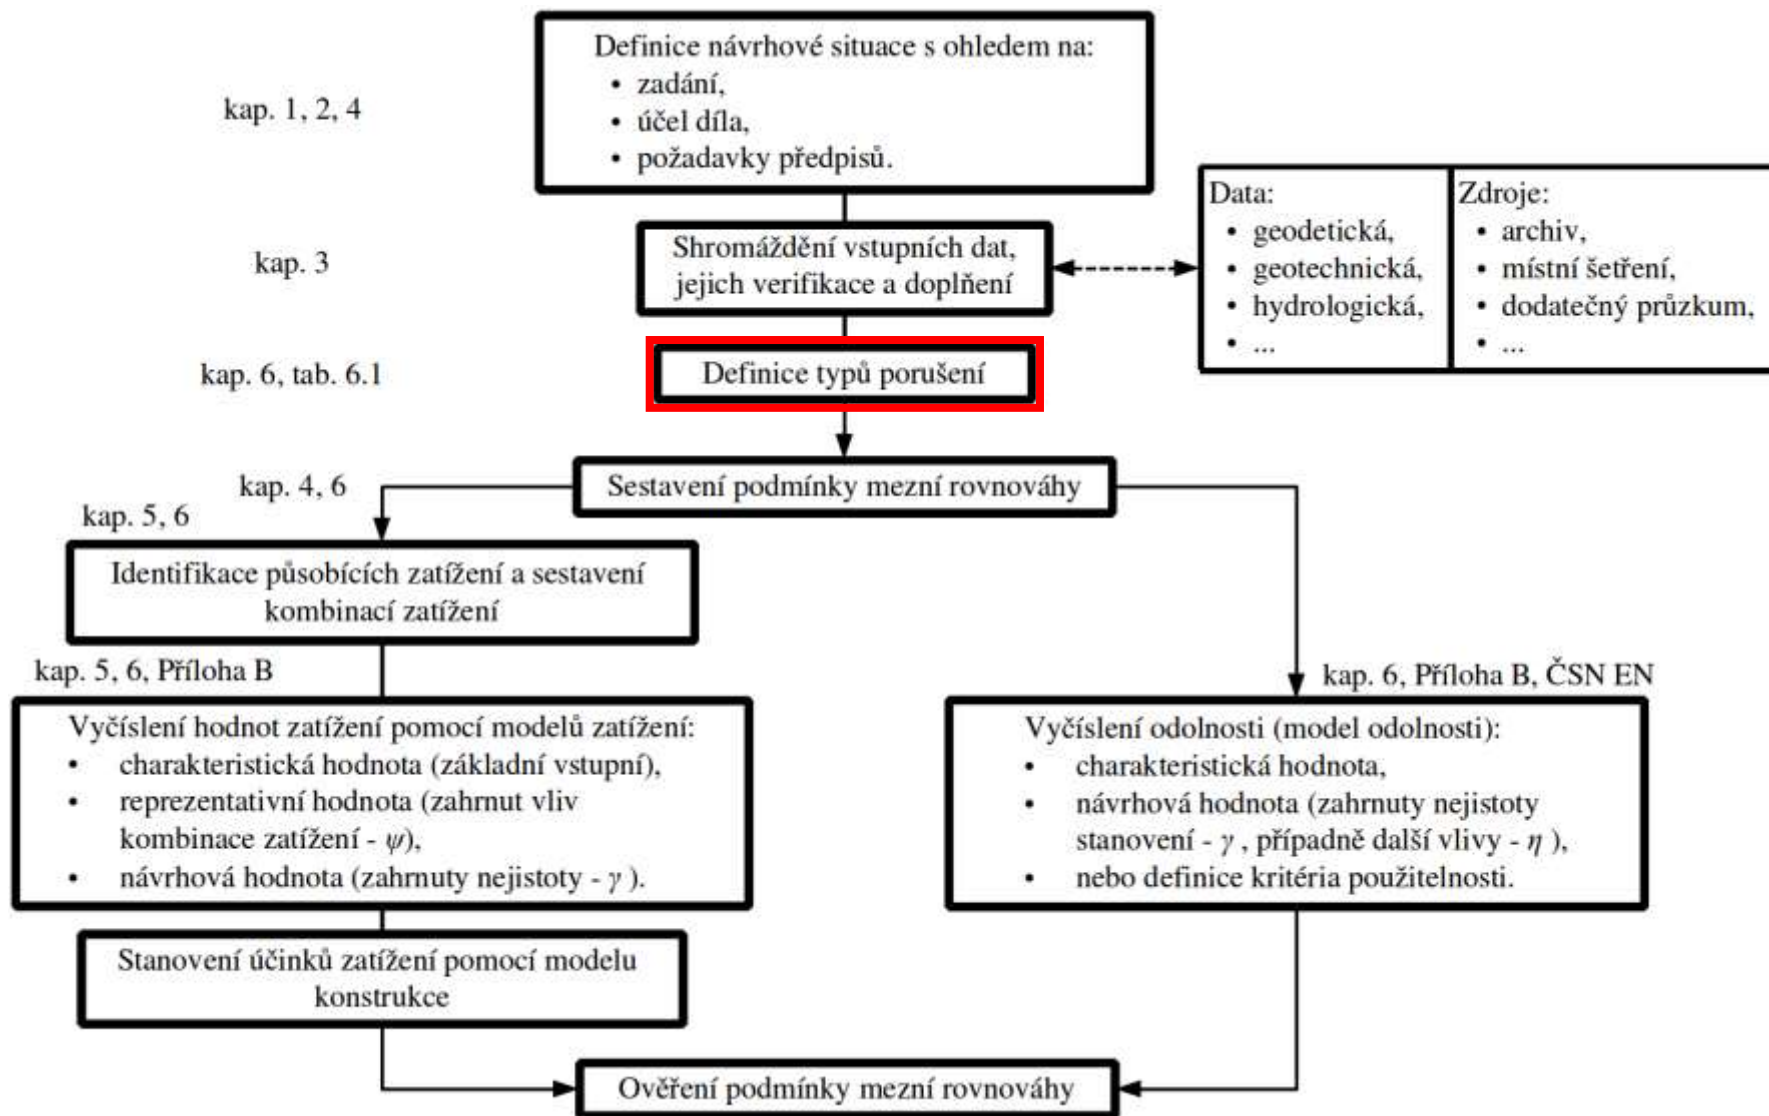 Definice návrhové situace s ohledem na:
• zadání,
• účel díla,
• požadavky předpisů.
kap. 1, 2, 4
Data:
• geodetická,
• geotechnická,
• hydrologická,
• ...
Zdroje:
• archiv,
• místní šetření,
• dodatečný průzkum,
• ...
kap. 3
Shromáždění vstupních dat,
jejich verifikace a doplňení
kap. 6, tab. 6.1
Definice typů porušení
kap. 4, 6
Sestavení podmínky mezní rovnováhy
kap. 5, 6
Identifikace působících zatížení a sestavení
kombinací zatížení
kap. 5, 6, Příloha B
Vyčíslení hodnot zatížení pomocí modelů zatížení:
• charakteristická hodnota (základní vstupní),
• reprezentativní hodnota (zahrnut vliv
kombinace zatížení - ψ),
• návrhová hodnota (zahrnuty nejistoty - γ ).
kap. 6, Příloha B, ČSN EN
Vyčíslení odolnosti (model odolnosti):
• charakteristická hodnota,
• návrhová hodnota (zahrnuty nejistoty
stanovení - γ , případně další vlivy - η ),
• nebo definice kritéria použitelnosti.
Stanovení účinků zatížení pomocí modelu
konstrukce
Ověření podmínky mezní rovnováhy